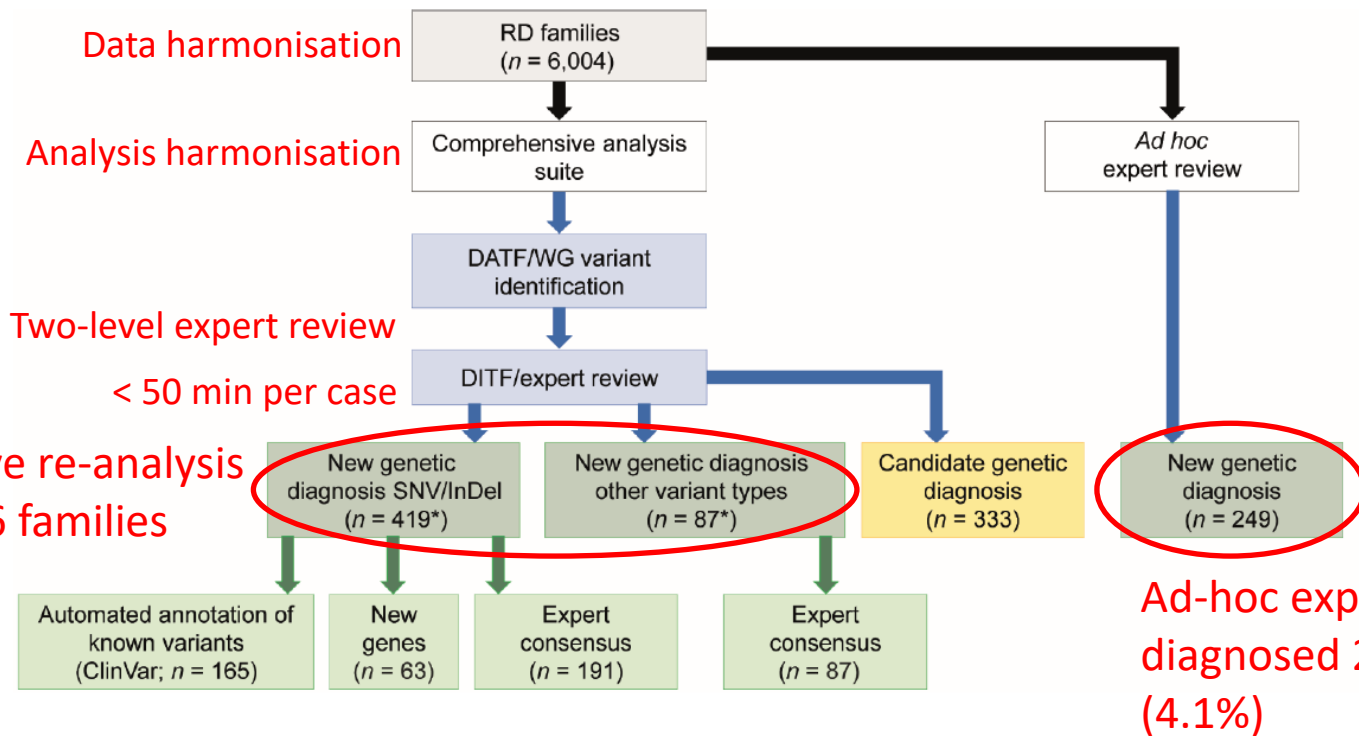 Data harmonisation
RD families
(n = 6,004)
Analysis harmonisation
Comprehensive analysis
suite
Ad hoc
expert review
DATF/WG variant
identification
Two-level expert review
< 50 min per case
DITF/expert review
re-analysis
families
New genetic
diagnosis SNV/InDel
(n = 419*)
New genetic diagnosis
other variant types
(n = 87*)
Candidate genetic
diagnosis
(n = 333)
New genetic
diagnosis
(n = 249)
Automated annotation of
known variants
(ClinVar; n = 165)
New
genes
(n = 63)
Expert
consensus
(n = 191)
Expert
consensus
(n = 87)
Ad-hoc
diagnosed
(4.1%)